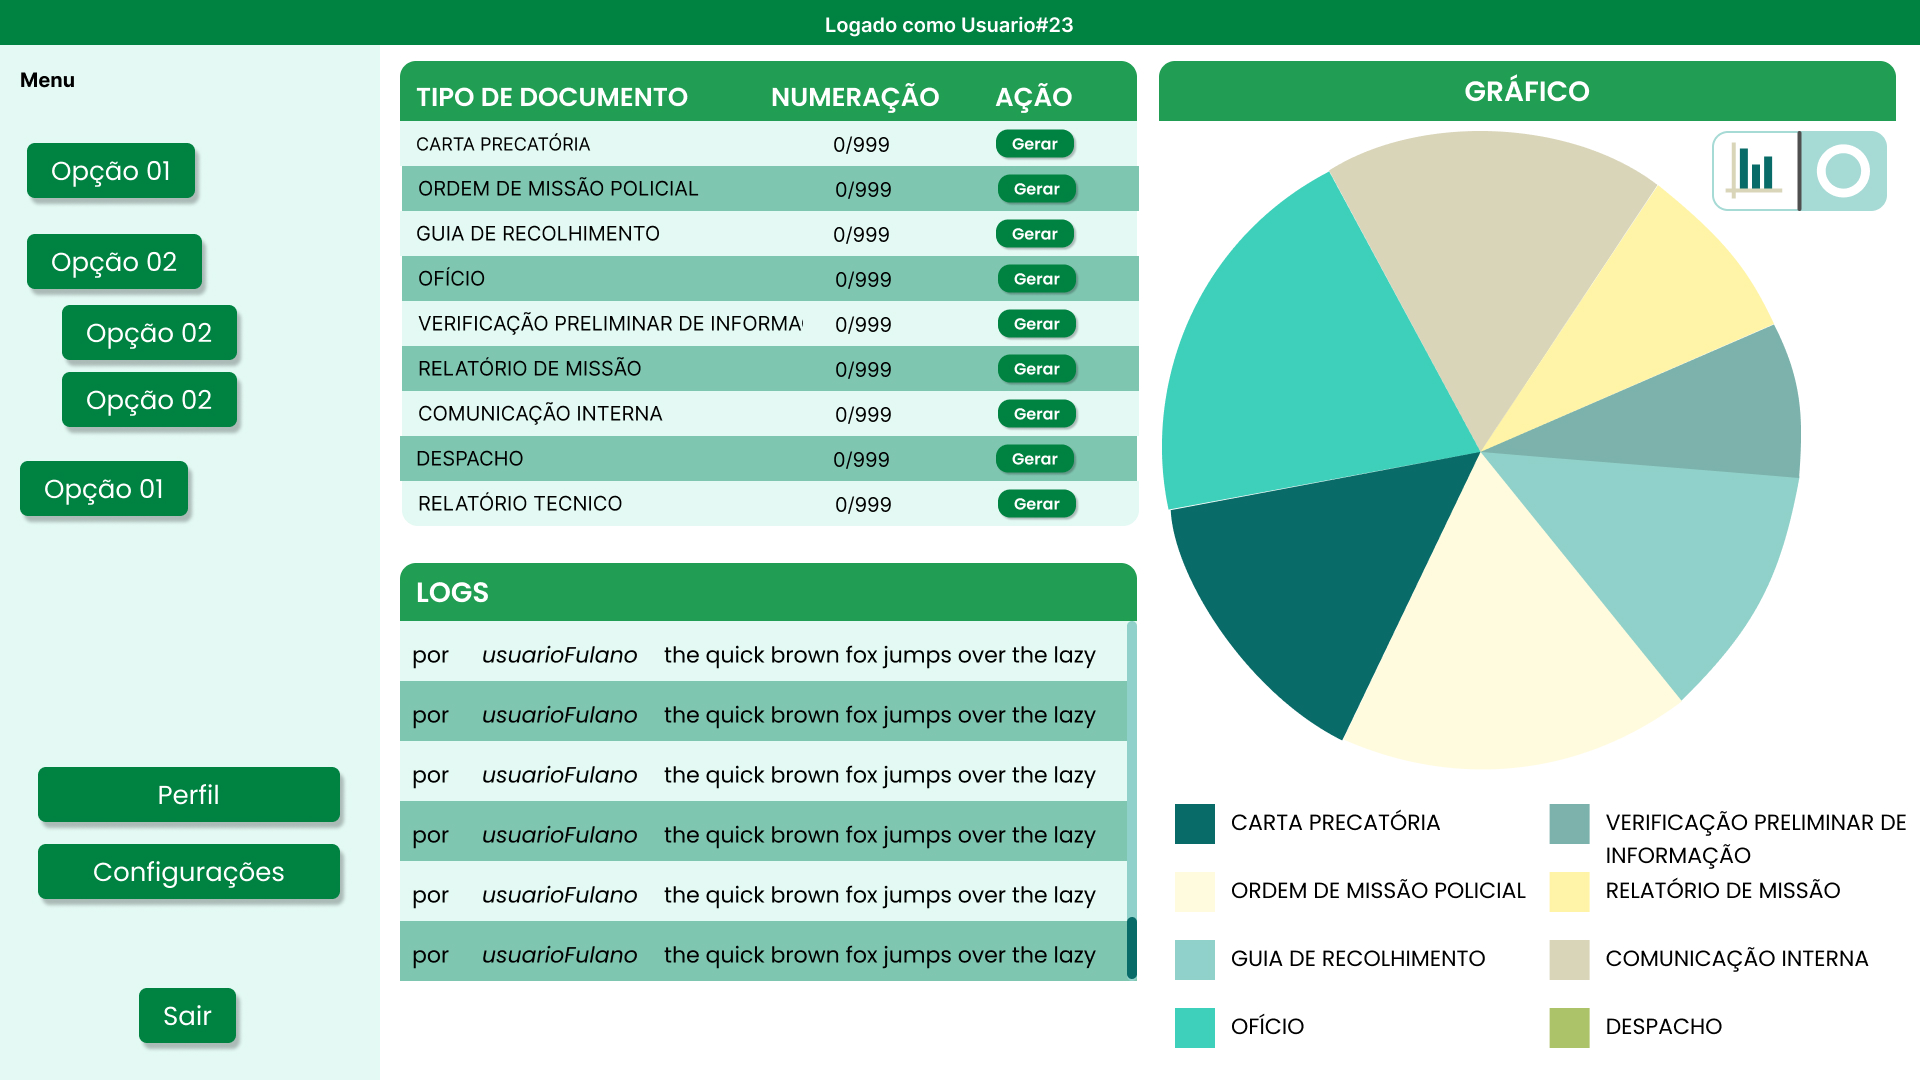 Logado como Usuario#23
Menu
Opção 01
Opção 02
Opção 02
Opção 02
Opção 01
Perfil
Configurações
Sair
TIPO DE DOCUMENTO NUMERAÇÃO AÇÃO
CARTA PRECATÓRIA 0/999 Gerar
ORDEM DE MISSÃO POLICIAL 0/999 Gerar
GUIA DE RECOLHIMENTO 0/999 Gerar
OFÍCIO 0/999 Gerar
VERIFICAÇÃO PRELIMINAR DE INFORMA 0/999 Gerar
RELATÓRIO DE MISSÃO 0/999 Gerar
COMUNICAÇÃO INTERNA 0/999 Gerar
DESPACHO 0/999 Gerar
RELATÓRIO TECNICO 0/999 Gerar
LOGS
por usuarioFulano the quick brown fox jumps over the lazy
por usuarioFulano the quick brown fox jumps over the lazy
por usuarioFulano the quick brown fox jumps over the lazy
por usuarioFulano the quick brown fox jumps over the lazy
por usuarioFulano the quick brown fox jumps over the lazy
por usuarioFulano the quick brown fox jumps over the lazy
GRÁFICO
CARTA PRECATÓRIA
ORDEM DE MISSÃO POLICIAL
GUIA DE RECOLHIMENTO
OFÍCIO
VERIFICAÇÃO PRELIMINAR DE
INFORMAÇÃO
RELATÓRIO DE MISSÃO
COMUNICAÇÃO INTERNA
DESPACHO